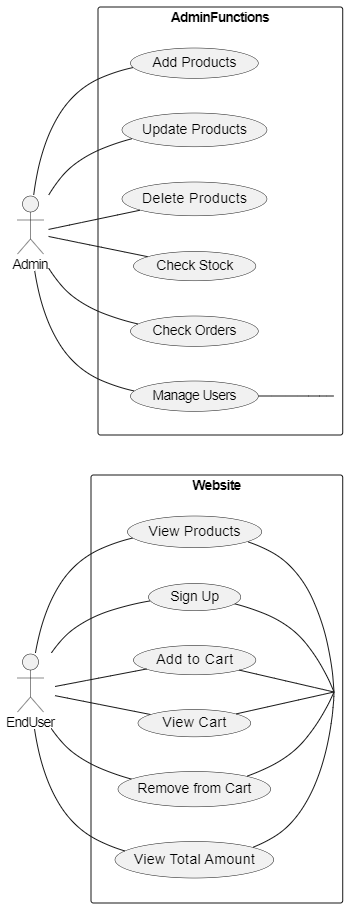 AdminFunctions
Add Products
Update Products
Delete Products
Admin
Check Stock
Check Orders
Manage Users
Website
View Products
Sign Up
Add to Cart
EndUser
View Cart
Remove from Cart
View Total Amount